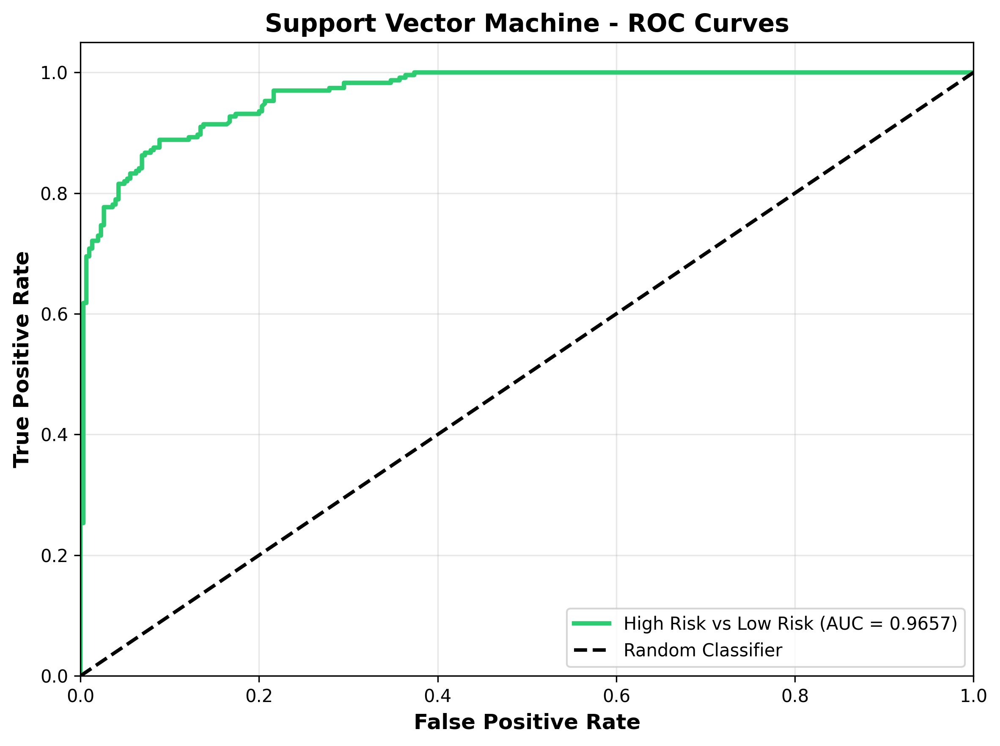 Support Vector Machine - ROC Curves
True Positive Rate
1.0
0.8
0.6
0.4
0.2
0.0
0.0 0.2 0.4 0.6 0.8 1.0
False Positive Rate
High Risk vs Low Risk (AUC = 0.9657)
Random Classifier